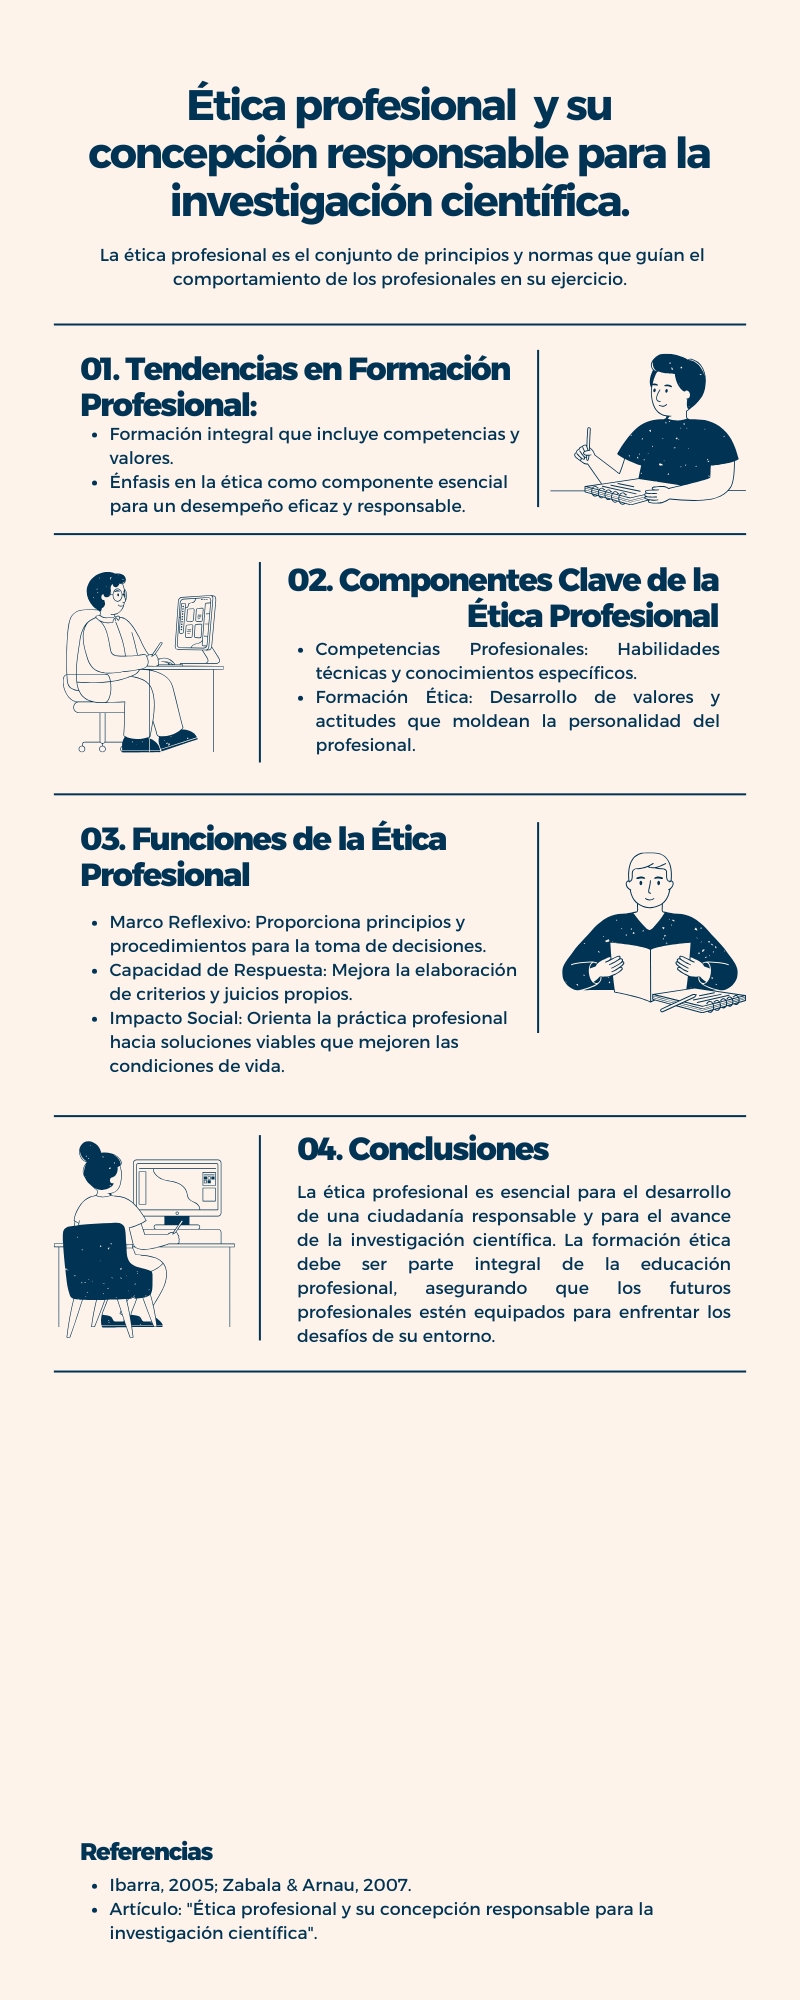 Ética profesional y su
concepción responsable para la
investigación científica.
La ética profesional es el conjunto de principios y normas que guían el
comportamiento de los profesionales en su ejercicio.
01. Tendencias en Formación
Profesional:
• Formación integral que incluye competencias y
valores.
• Énfasis en la ética como componente esencial
para un desempeño eficaz y responsable.
02. Componentes Clave de la
Ética Profesional
• Competencias Profesionales: Habilidades
técnicas y conocimientos específicos.
• Formación Ética: Desarrollo de valores y
actitudes que moldean la personalidad del
profesional.
03. Funciones de la Ética
Profesional
• Marco Reflexivo: Proporciona principios y
procedimientos para la toma de decisiones.
• Capacidad de Respuesta: Mejora la elaboración
de criterios y juicios propios.
• Impacto Social: Orienta la práctica profesional
hacia soluciones viables que mejoren las
condiciones de vida.
04. Conclusiones
La ética profesional es esencial para el desarrollo
de una ciudadanía responsable y para el avance
de la investigación científica. La formación ética
debe ser parte integral de la educación
profesional, asegurando que los futuros
profesionales estén equipados para enfrentar los
desafíos de su entorno.
Referencias
• Ibarra, 2005; Zabala & Arnau, 2007.
• Artículo: "Ética profesional y su concepción responsable para la
investigación científica".